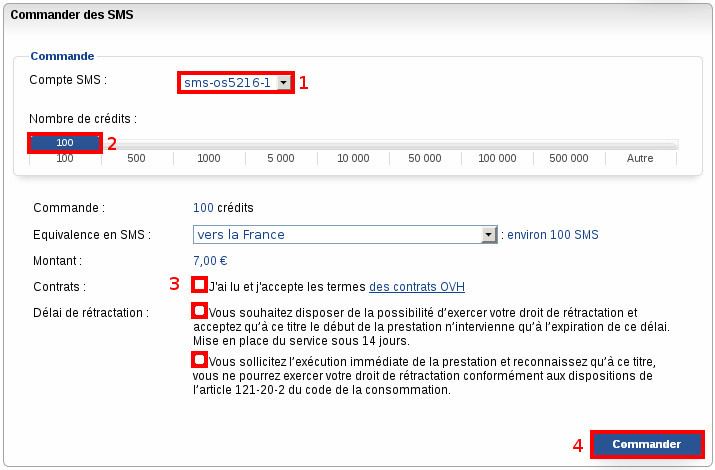 Commander des SMS
Commande
Compte SMS : sms-os5216-1 1
Nombre de crédits :
100 2
100 500 1000 5 000 10 000 50 000 100 000 500 000 Autre
Commande : 100 crédits
Equivalence en SMS : vers la France : environ 100 SMS
Montant : 7,00 €
Contrats : 3 J'ai lu et j'accepte les termes des contrats OVH
Délai de rétractation : Vous souhaitez disposer de la possibilité d'exercer votre droit de rétractation et
acceptez qu'à ce titre le début de la prestation n'intervienne qu'à l'expiration de ce délai.
Mise en place du service sous 14 jours.
Vous sollicitez l'exécution immédiate de la prestation et reconnaissez qu'à ce titre,
vous ne pourrez exercer votre droit de rétractation conformément aux dispositions de
l'article 121-20-2 du code de la consommation.
4 Commander